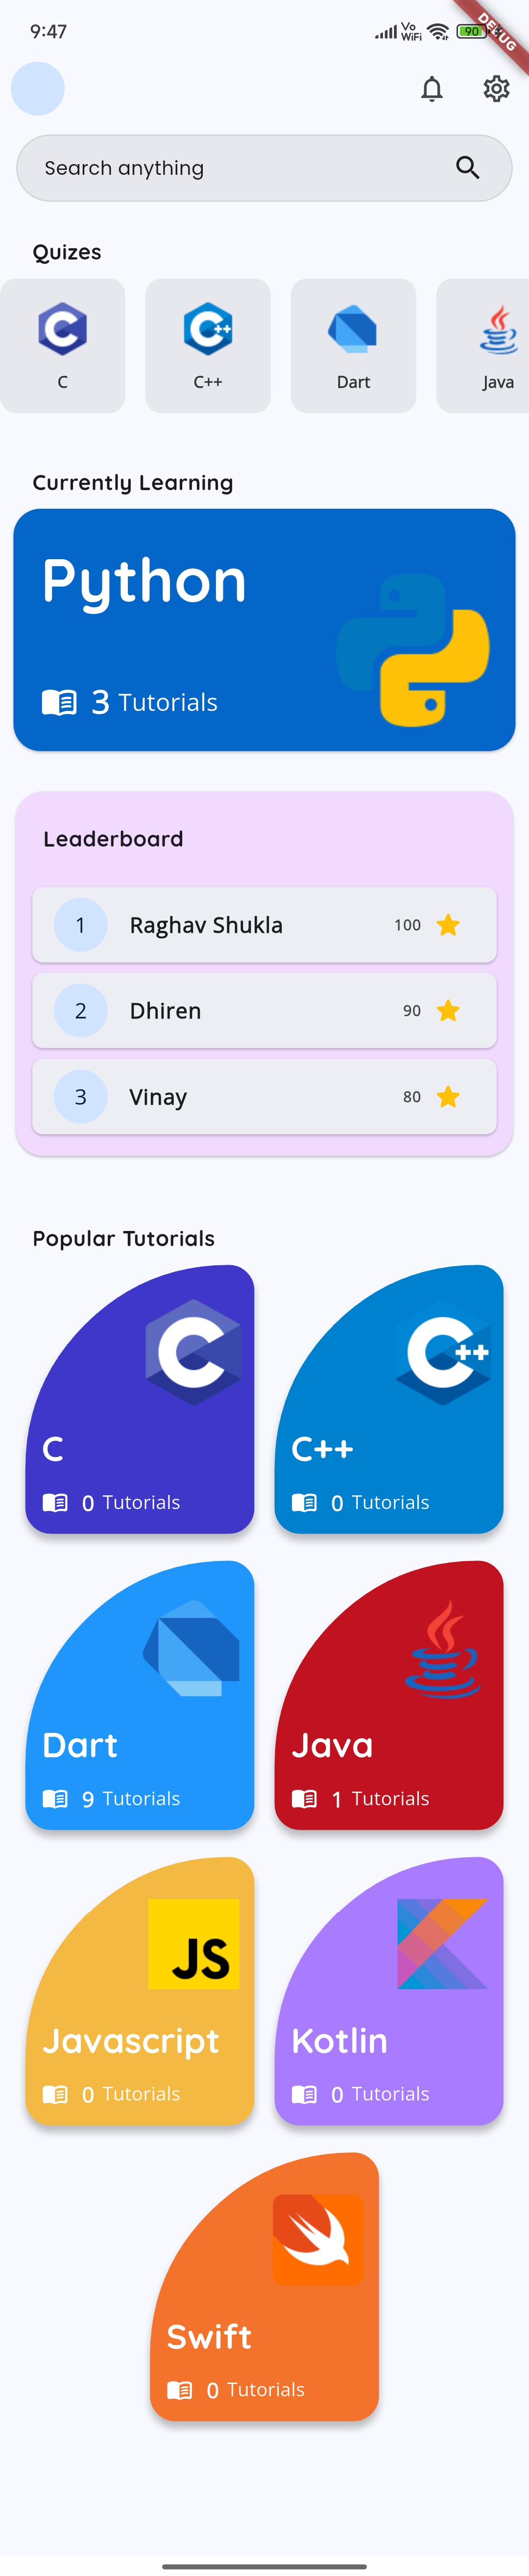 9:47
Vo
WiFi
90
DEBUG
Search anything
Quizes
C
C++
Dart
Java
Currently Learning
Python
3 Tutorials
Leaderboard
1 Raghav Shukla 100
2 Dhiren 90
3 Vinay 80
Popular Tutorials
C
C
0 Tutorials
C++
C++
0 Tutorials
Dart
9 Tutorials
Java
1 Tutorials
JS
Javascript
0 Tutorials
Kotlin
0 Tutorials
Swift
0 Tutorials